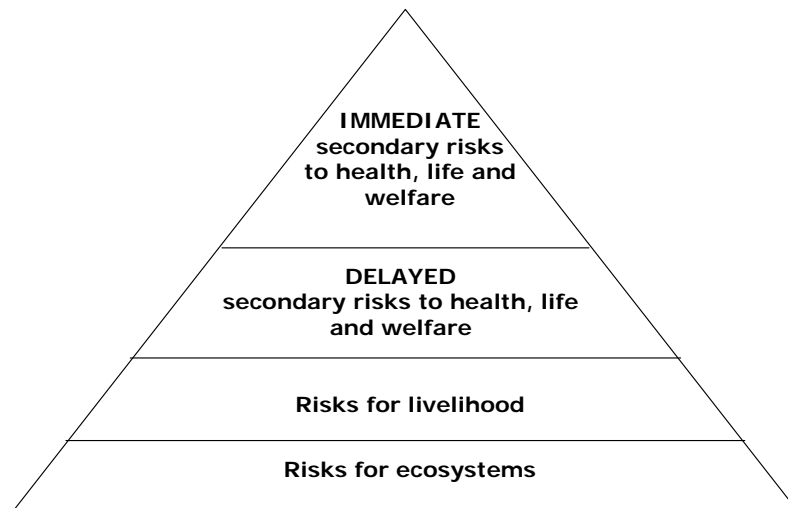 IMMEDIATE
secondary risks
to health, life and
welfare
DELAYED
secondary risks to health, life
and welfare
Risks for livelihood
Risks for ecosystems